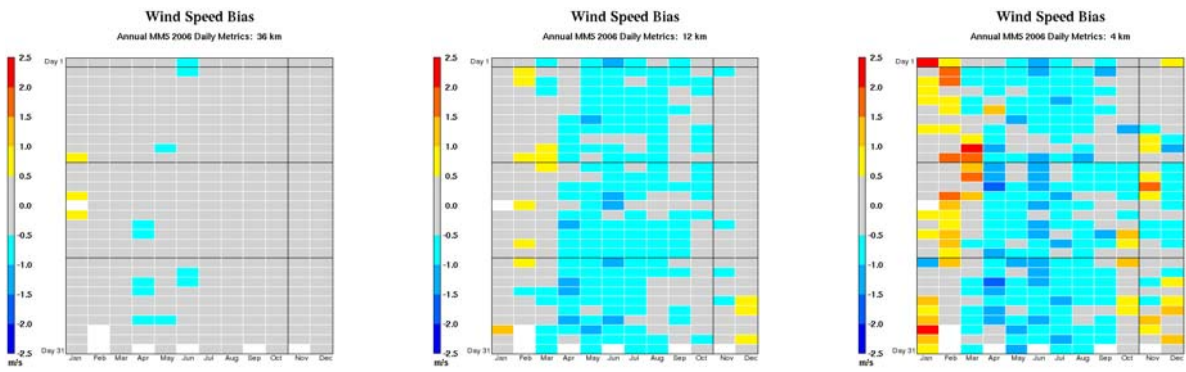 Wind Speed Bias
Annual MM5 2006 Daily Metrics: 36 km
2.5
2.0
1.5
1.0
0.5
0.0
-0.5
-1.0
-1.5
-2.0
-2.5
m/s
Day 1
Day 31
Jan Feb Mar Apr May Jun Jul Aug Sep Oct Nov Dec
Wind Speed Bias
Annual MM5 2006 Daily Metrics: 12 km
2.5
2.0
1.5
1.0
0.5
0.0
-0.5
-1.0
-1.5
-2.0
-2.5
m/s
Day 1
Day 31
Jan Feb Mar Apr May Jun Jul Aug Sep Oct Nov Dec
Wind Speed Bias
Annual MM5 2006 Daily Metrics: 4 km
2.5
2.0
1.5
1.0
0.5
0.0
-0.5
-1.0
-1.5
-2.0
-2.5
m/s
Day 1
Day 31
Jan Feb Mar Apr May Jun Jul Aug Sep Oct Nov Dec